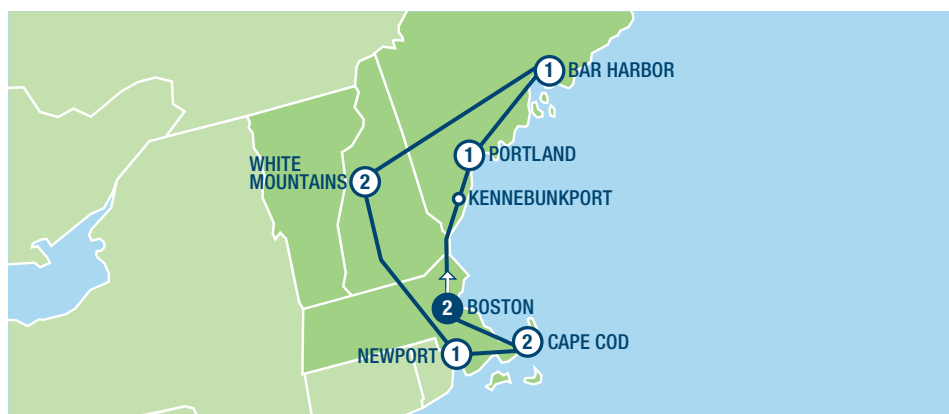 1 BAR HARBOR
1 PORTLAND
WHITE
MOUNTAINS 2
KENNEBUNKPORT
2 BOSTON
2 CAPE COD
NEWPORT 1